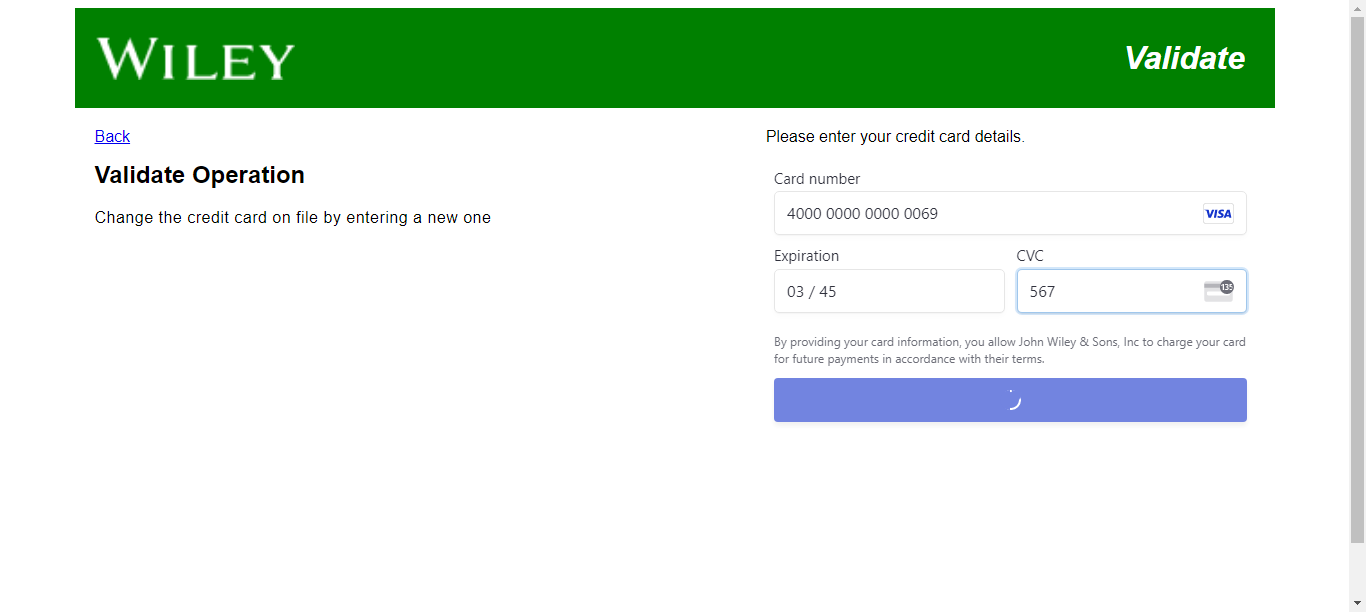 WILEY
Validate
Back
Validate Operation
Change the credit card on file by entering a new one
Please enter your credit card details.
Card number
4000 0000 0000 0069
VISA
Expiration
CVC
03 / 45
567
135
By providing your card information, you allow John Wiley & Sons, Inc to charge your card
for future payments in accordance with their terms.